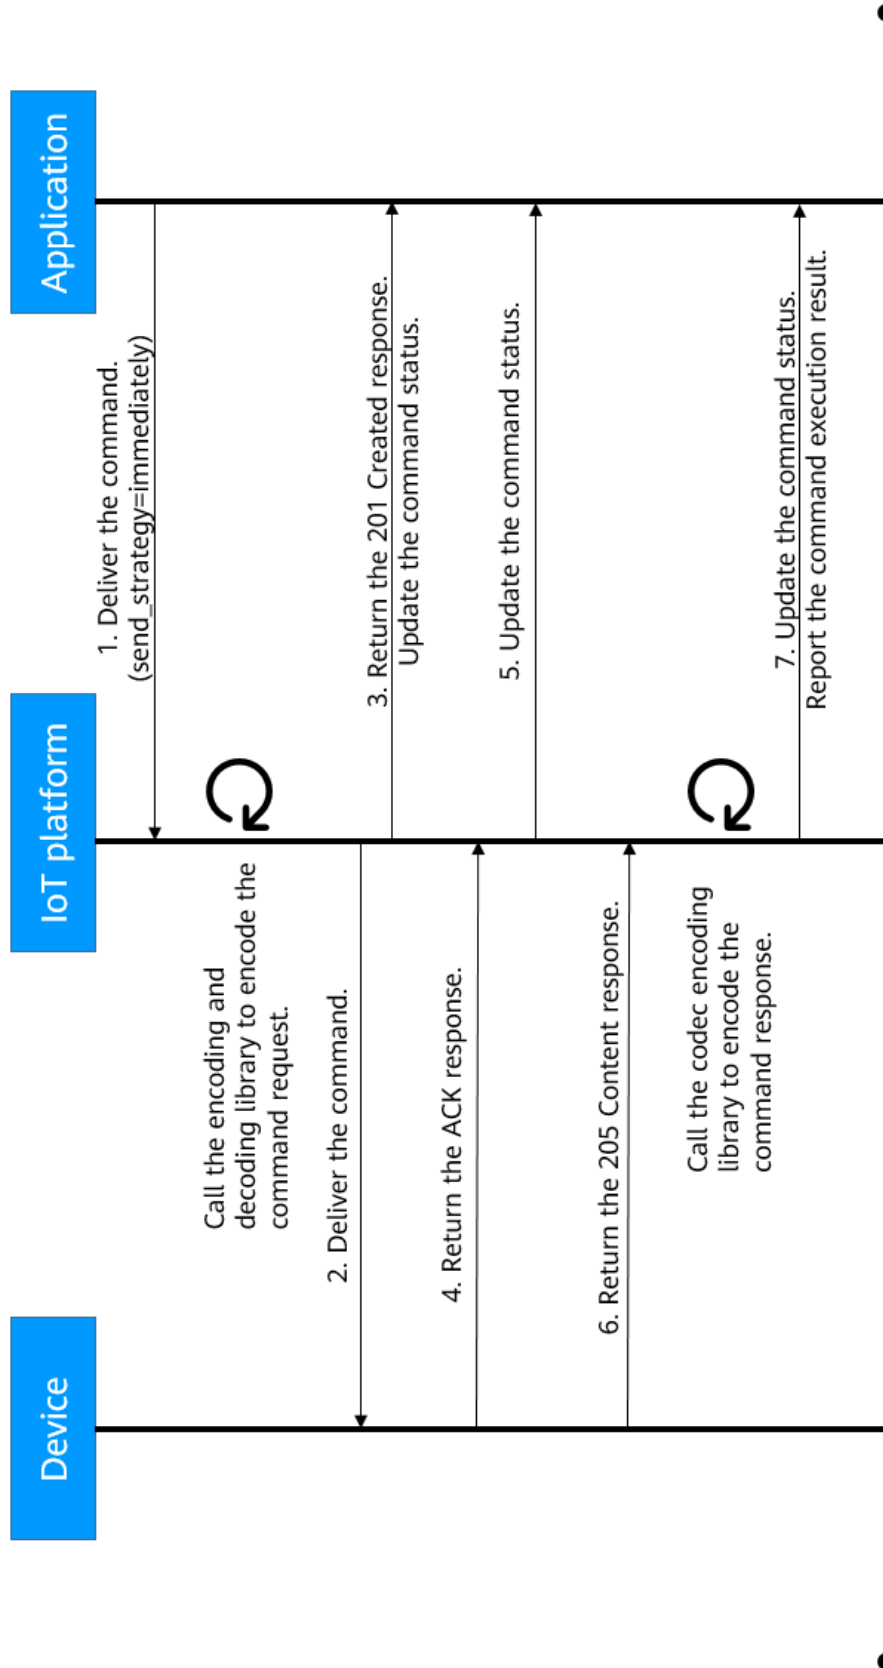 Device
IoT platform
Application
1. Deliver the command.
(send_strategy=immediately)
Call the encoding and
decoding library to encode the
command request.
2. Deliver the command.
3. Return the 201 Created response.
Update the command status.
4. Return the ACK response.
5. Update the command status.
6. Return the 205 Content response.
Call the codec encoding
library to encode the
command response.
7. Update the command status.
Report the command execution result.